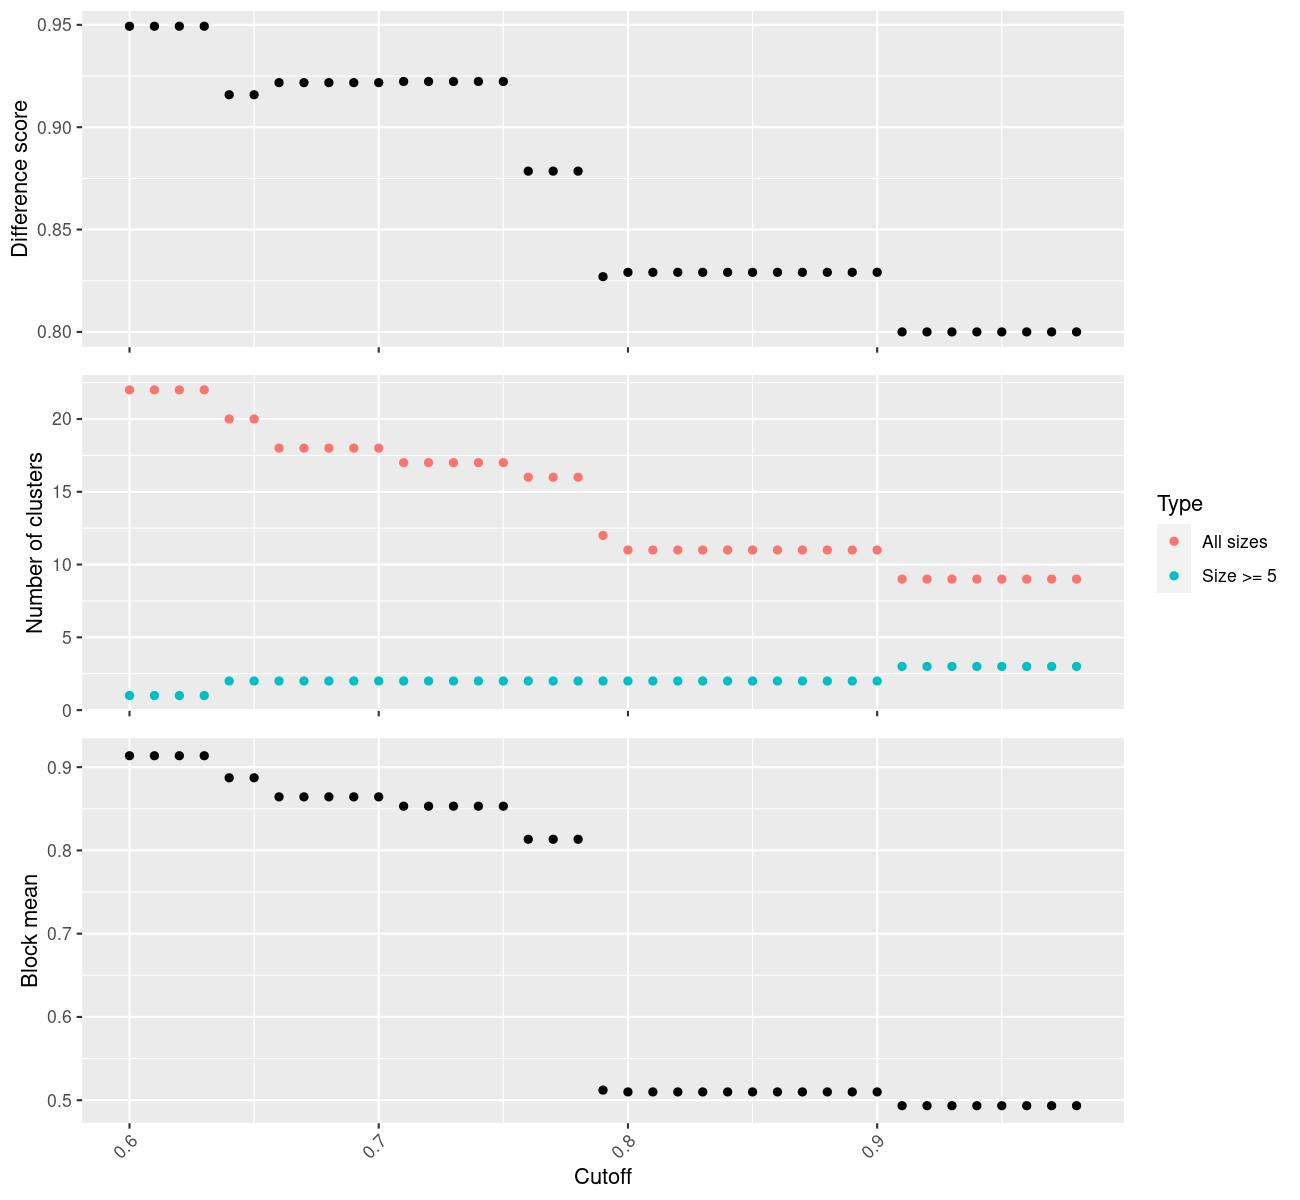 0.95
0.90
0.85
0.80
Difference score
20
15
10
5
0
Number of clusters
Type
All sizes
Size >= 5
0.9
0.8
0.7
0.6
0.5
Block mean
0.6 0.7 0.8 0.9
Cutoff